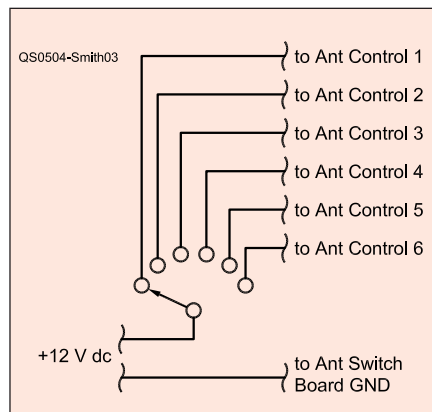 QS0504-Smith03
to Ant Control 1
to Ant Control 2
to Ant Control 3
to Ant Control 4
to Ant Control 5
to Ant Control 6
+12 V dc
to Ant Switch
Board GND